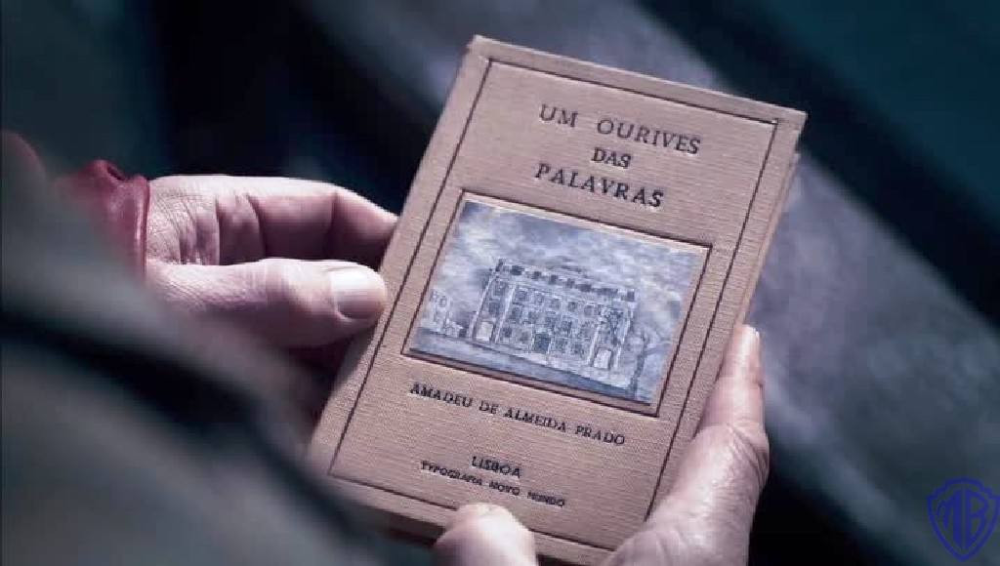 UM OURIVES
DAS
PALAVRAS
AMADEU DE ALMEIDA PRADO
LISBOA
TYPOGRAFIA NOVO MUNDO